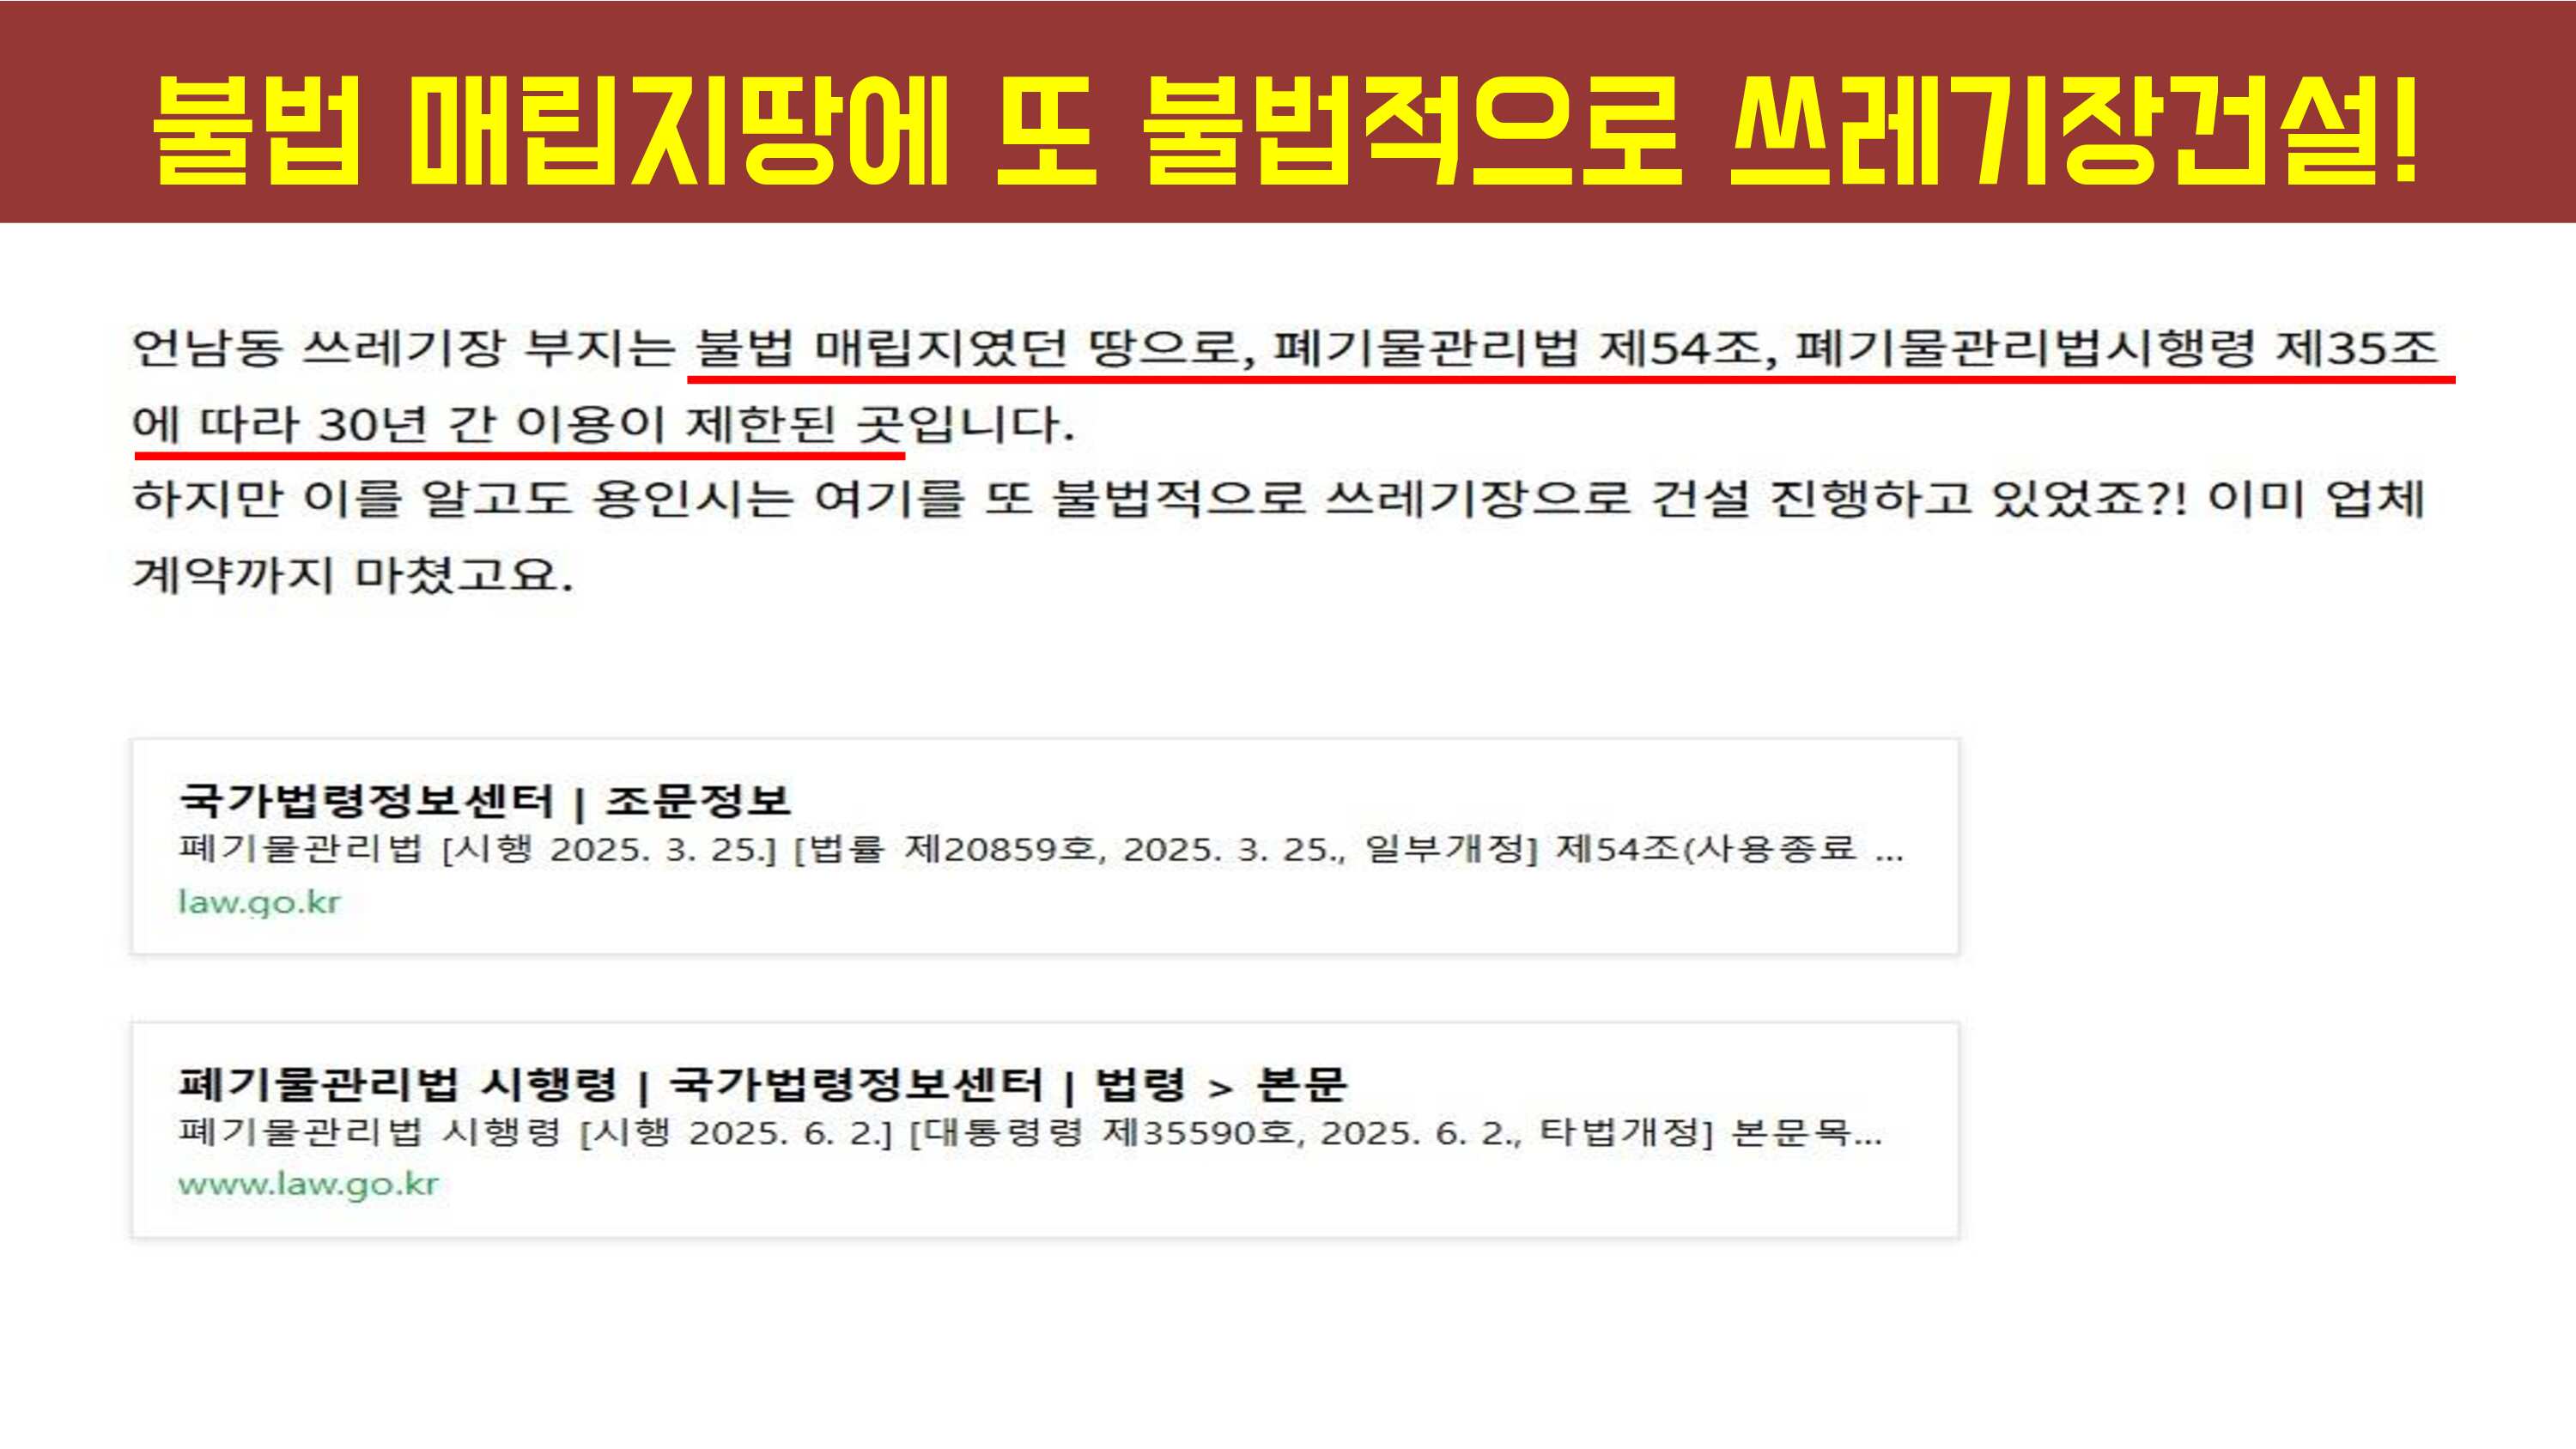 불법 매립지땅에 또 불법적으로 쓰레기장건설!
언남동 쓰레기장 부지는 불법 매립지였던 땅으로, 폐기물관리법 제54조, 폐기물관리법시행령 제35조
에 따라 30년 간 이용이 제한된 곳입니다.
하지만 이를 알고도 용인시는 여기를 또 불법적으로 쓰레기장으로 건설 진행하고 있었죠?! 이미 업체
계약까지 마쳤고요.
국가법령정보센터 | 조문정보
폐기물관리법 [시행 2025. 3. 25.] [법률 제20859호, 2025. 3. 25., 일부개정] 제54조(사용종료 ...
law.go.kr
폐기물관리법 시행령 | 국가법령정보센터 | 법령 > 본문
폐기물관리법 시행령 [시행 2025. 6. 2.] [대통령령 제35590호, 2025. 6. 2., 타법개정] 본문목...
www.law.go.kr